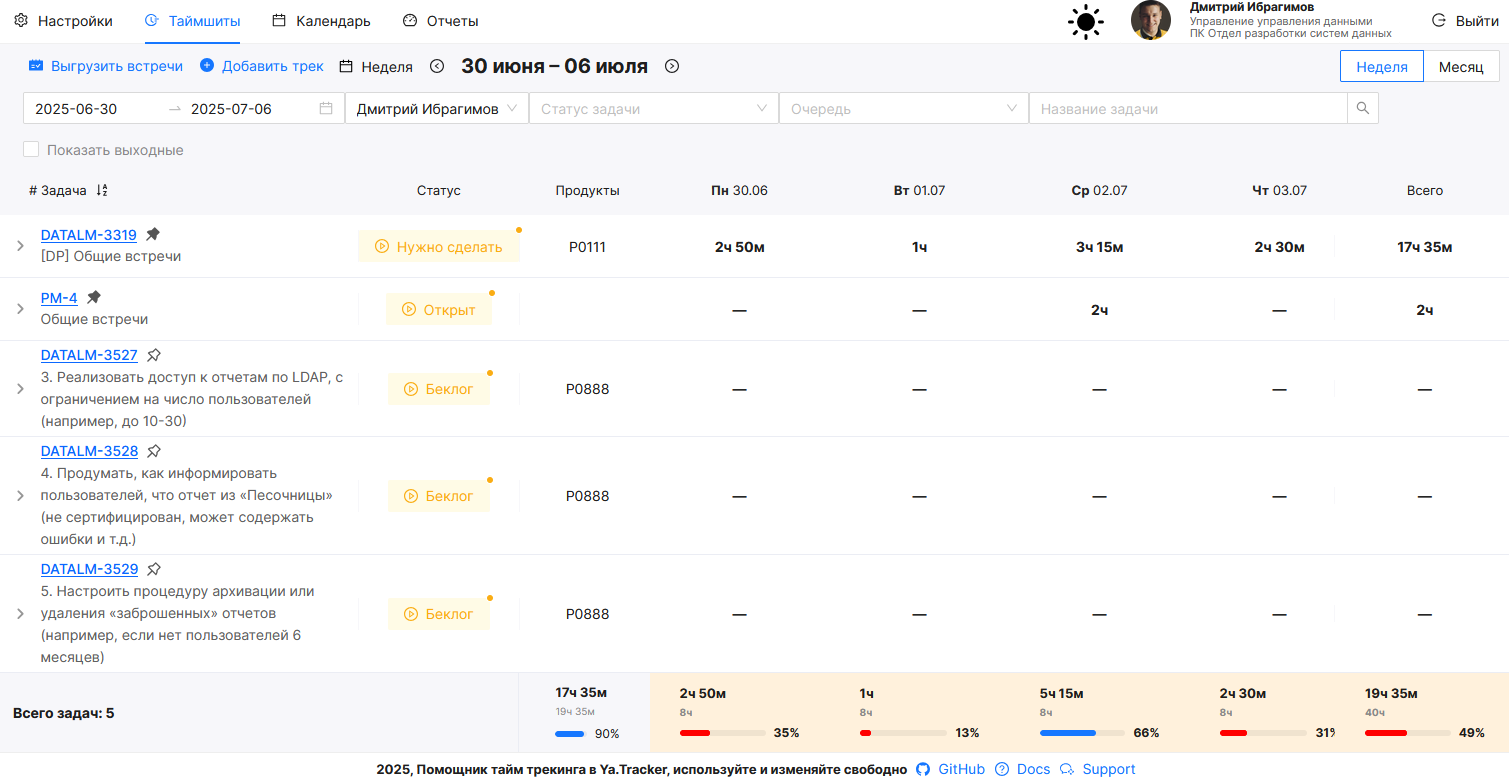 Настройки Таймшиты Календарь Отчеты
Дмитрий Ибрагимов
Управление управления данными
ПК Отдел разработки систем данных
Выйти
Выгрузить встречи Добавить трек Неделя 30 июня – 06 июля Неделя Месяц
2025-06-30 → 2025-07-06 Дмитрий Ибрагимов Статус задачи Очередь Название задачи
Показать выходные
# Задача Статус Продукты Пн 30.06 Вт 01.07 Ср 02.07 Чт 03.07 Всего
DATALM-3319
[DP] Общие встречи
Нужно сделать P0111 2ч 50м 1ч 3ч 15м 2ч 30м 17ч 35м
PM-4
Общие встречи
Открыт — — 2ч — 2ч
DATALM-3527
3. Реализовать доступ к отчетам по LDAP, с
ограничением на число пользователей
(например, до 10-30)
Беклог P0888 — — — — —
DATALM-3528
4. Продумать, как информировать
пользователей, что отчет из «Песочницы»
(не сертифицирован, может содержать
ошибки и т.д.)
Беклог P0888 — — — — —
DATALM-3529
5. Настроить процедуру архивации или
удаления «заброшенных» отчетов
(например, если нет пользователей 6
месяцев)
Беклог P0888 — — — — —
Всего задач: 5
17ч 35м 2ч 50м 1ч 5ч 15м 2ч 30м 19ч 35м
19ч 35м 8ч 8ч 8ч 8ч 40ч
90% 35% 13% 66% 31% 49%
2025, Помощник тайм трекинга в Ya.Tracker, используйте и изменяйте свободно GitHub Docs Support